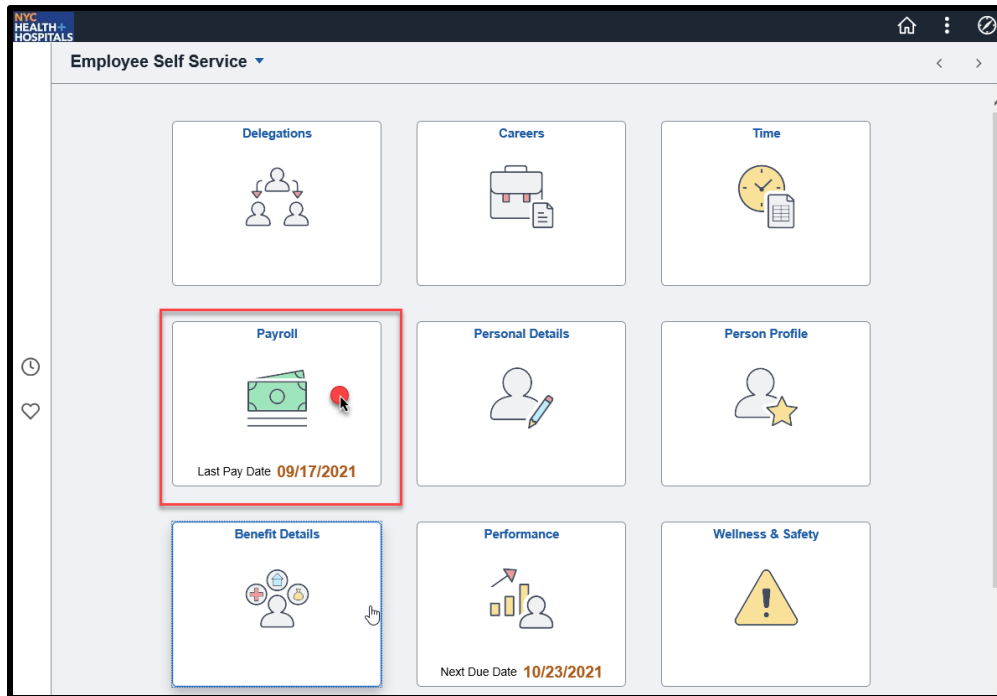 NYC
HEALTH+
HOSPITALS
Employee Self Service
Delegations
Careers
Time
Payroll
Last Pay Date 09/17/2021
Personal Details
Person Profile
Benefit Details
Performance
Next Due Date 10/23/2021
Wellness & Safety